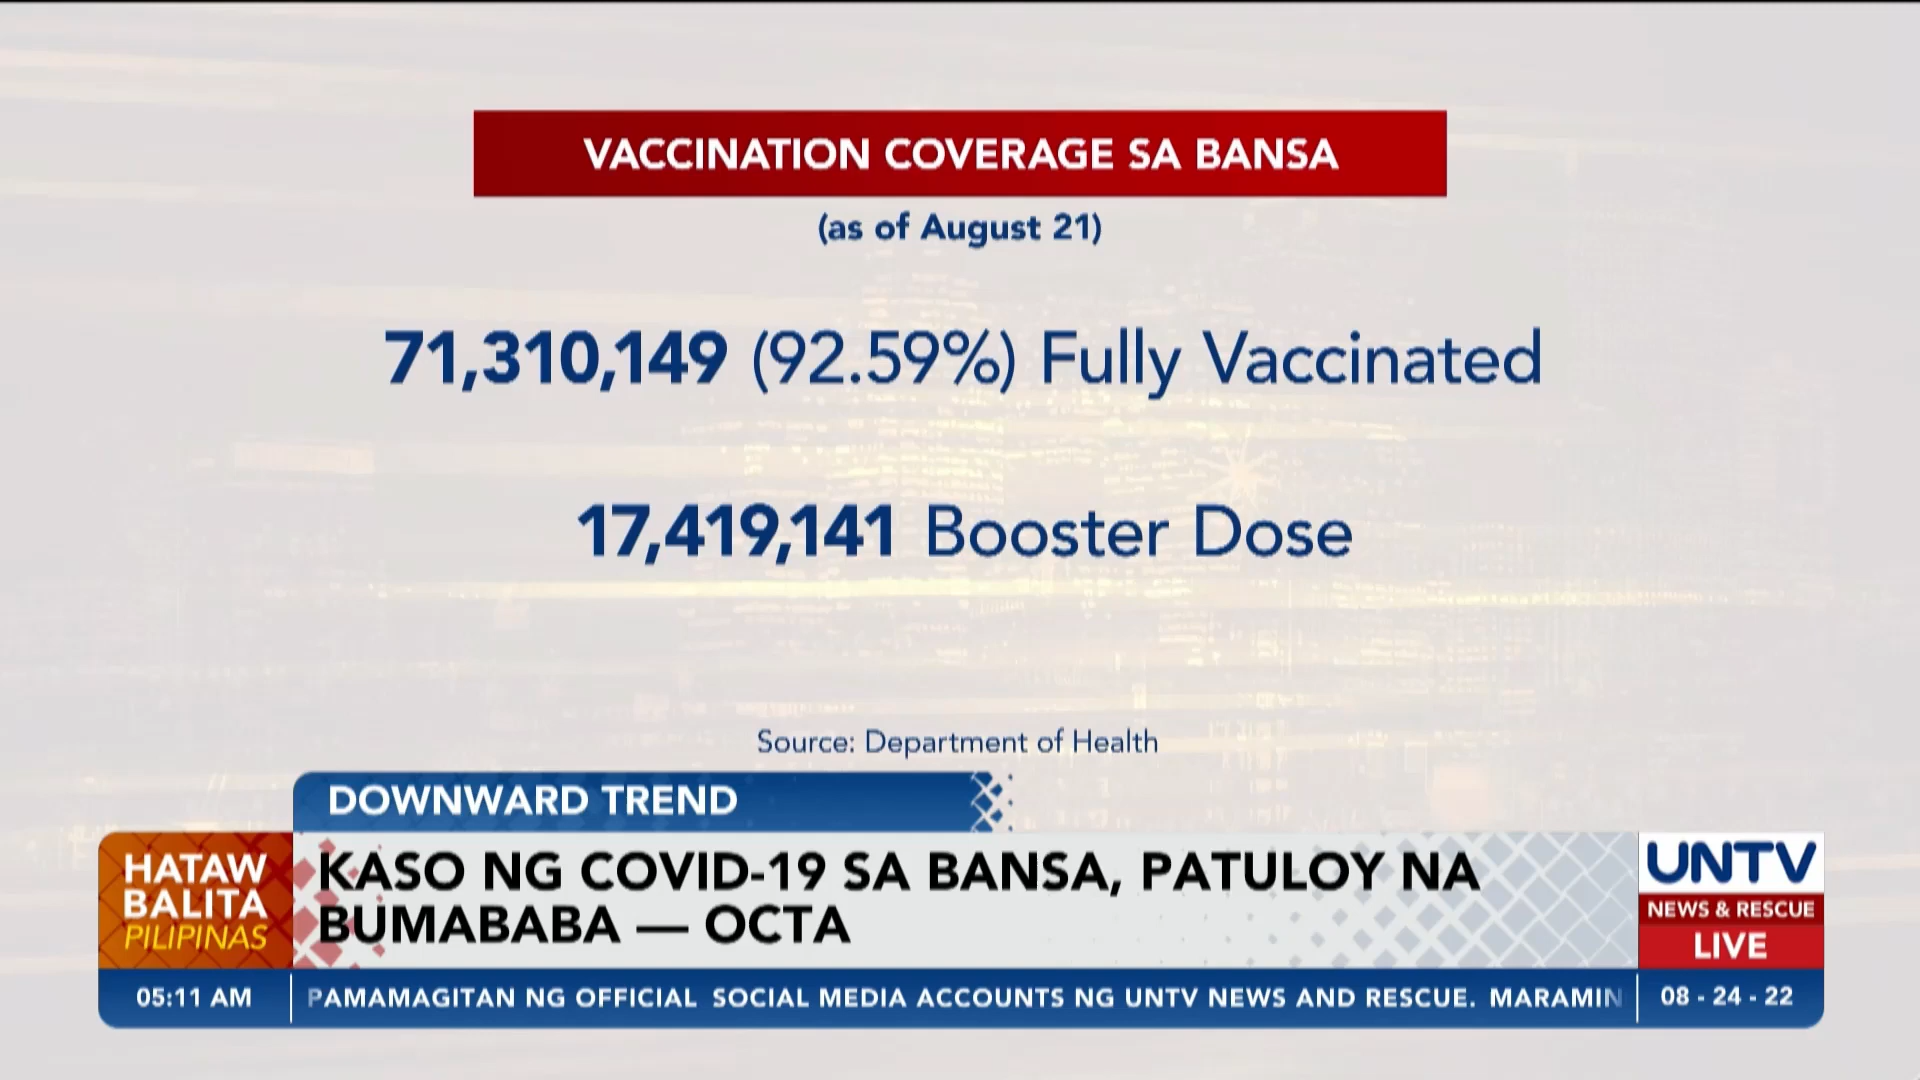 VACCINATION COVERAGE SA BANSA
(as of August 21)
71,310,149 (92.59%) Fully Vaccinated
17,419,141 Booster Dose
Source: Department of Health
DOWNWARD TREND
HATAW
BALITA
PILIPINAS
KASO NG COVID-19 SA BANSA, PATULOY NA
BUMABABA — OCTA
UNTV
NEWS & RESCUE
LIVE
05:11 AM
PAMAMAGITAN NG OFFICIAL SOCIAL MEDIA ACCOUNTS NG UNTV NEWS AND RESCUE. MARAMIN
08 - 24 - 22